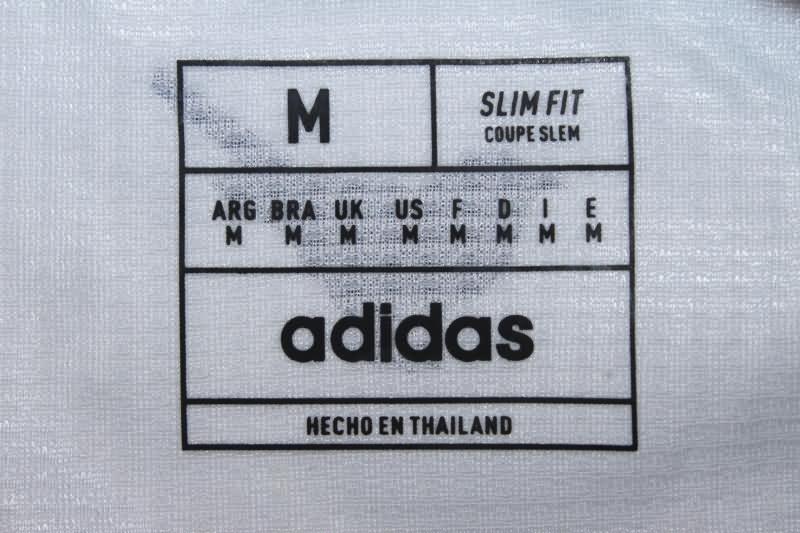 M
SLIM FIT
COUPE SLEM
ARG BRA UK US F D I E
M M M M M M M M
adidas
HECHO EN THAILAND